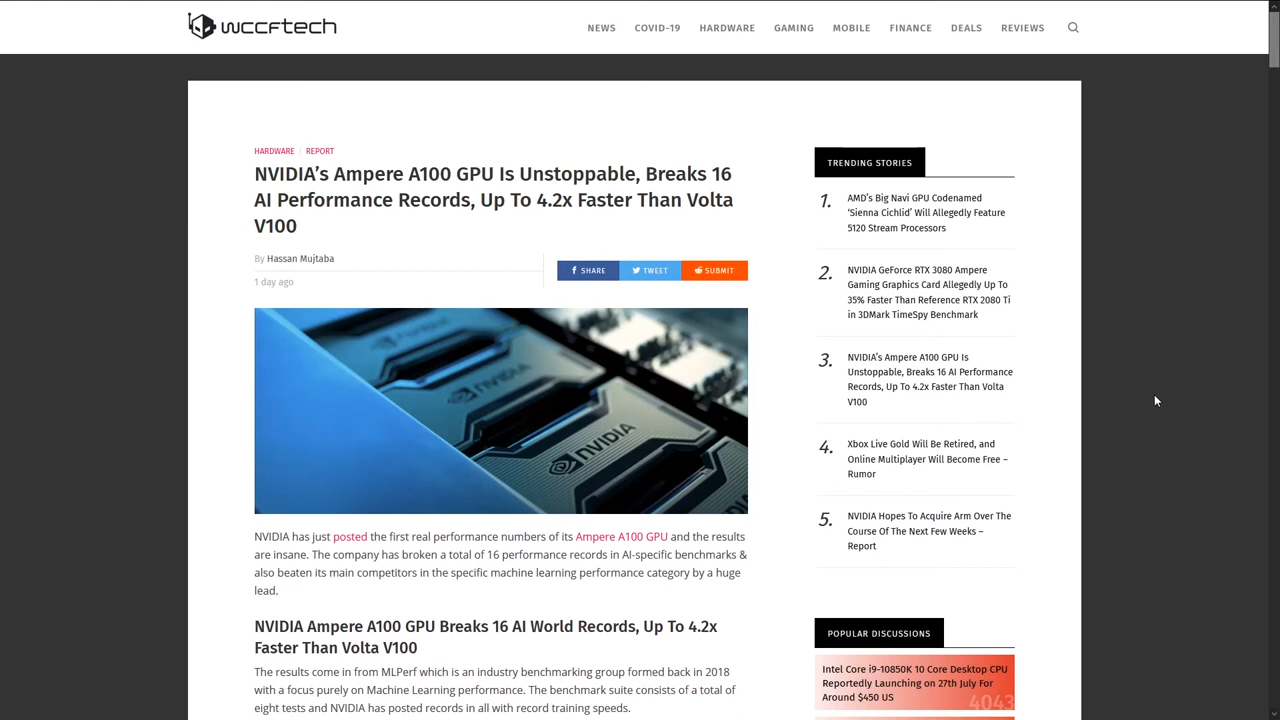 wccftech
NEWS COVID-19 HARDWARE GAMING MOBILE FINANCE DEALS REVIEWS
HARDWARE / REPORT
NVIDIA’s Ampere A100 GPU Is Unstoppable, Breaks 16
AI Performance Records, Up To 4.2x Faster Than Volta
V100
By Hassan Mujtaba
1 day ago
SHARE TWEET SUBMIT
NVIDIA
NVIDIA
NVIDIA has just posted the first real performance numbers of its Ampere A100 GPU and the results
are insane. The company has broken a total of 16 performance records in AI-specific benchmarks &
also beaten its main competitors in the specific machine learning performance category by a huge
lead.
NVIDIA Ampere A100 GPU Breaks 16 AI World Records, Up To 4.2x
Faster Than Volta V100
The results come in from MLPerf which is an industry benchmarking group formed back in 2018
with a focus purely on Machine Learning performance. The benchmark suite consists of a total of
eight tests and NVIDIA has posted records in all with record training speeds.
TRENDING STORIES
1. AMD’s Big Navi GPU Codenamed
‘Sienna Cichlid’ Will Allegedly Feature
5120 Stream Processors
2. NVIDIA GeForce RTX 3080 Ampere
Gaming Graphics Card Allegedly Up To
35% Faster Than Reference RTX 2080 Ti
in 3DMark TimeSpy Benchmark
3. NVIDIA’s Ampere A100 GPU Is
Unstoppable, Breaks 16 AI Performance
Records, Up To 4.2x Faster Than Volta
V100
4. Xbox Live Gold Will Be Retired, and
Online Multiplayer Will Become Free –
Rumor
5. NVIDIA Hopes To Acquire Arm Over The
Course Of The Next Few Weeks –
Report
POPULAR DISCUSSIONS
Intel Core i9-10850K 10 Core Desktop CPU
Reportedly Launching on 27th July For
Around $450 US
4043